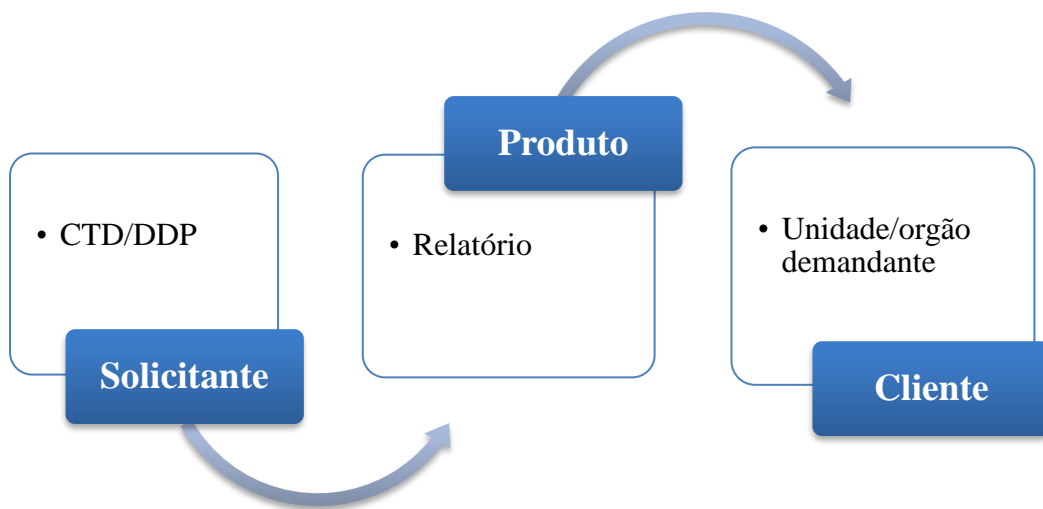 • CTD/DDP
Solicitante
Produto
• Relatório
• Unidade/orgão
demandante
Cliente